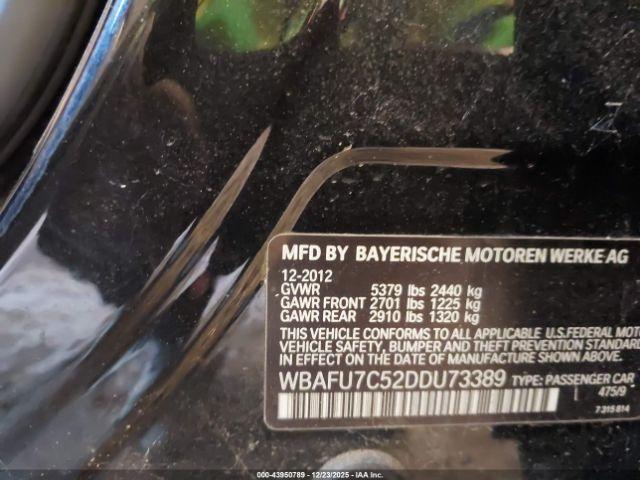 MFD BY BAYERISCHE MOTOREN WERKE AG
12-2012
GVWR 5379 lbs 2440 kg
GAWR FRONT 2701 lbs 1225 kg
GAWR REAR 2910 lbs 1320 kg
THIS VEHICLE CONFORMS TO ALL APPLICABLE U.S. FEDERAL MOT
VEHICLE SAFETY, BUMPER AND THEFT PREVENTION STANDARD
IN EFFECT ON THE DATE OF MANUFACTURE SHOWN ABOVE.
WBAFU7C52DDU73389 TYPE: PASSENGER CAR
475/9
7 315 814
000-43950789 - 12/23/2025 - IAA Inc.